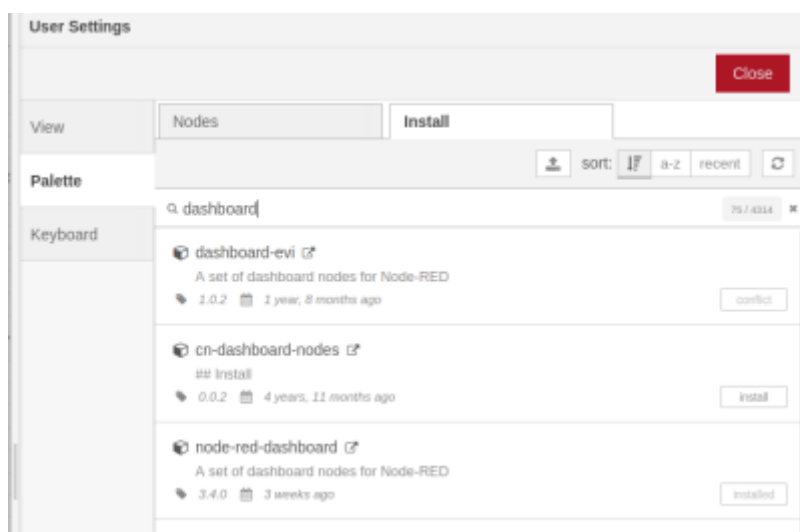 User Settings
Close
View
Palette
Keyboard
Nodes
Install
sort: a-z recent
dashboard
75 / 4314
dashboard-evi
A set of dashboard nodes for Node-RED
1.0.2 1 year, 8 months ago
conflict
cn-dashboard-nodes
## Install
0.0.2 4 years, 11 months ago
install
node-red-dashboard
A set of dashboard nodes for Node-RED
3.4.0 3 weeks ago
installed